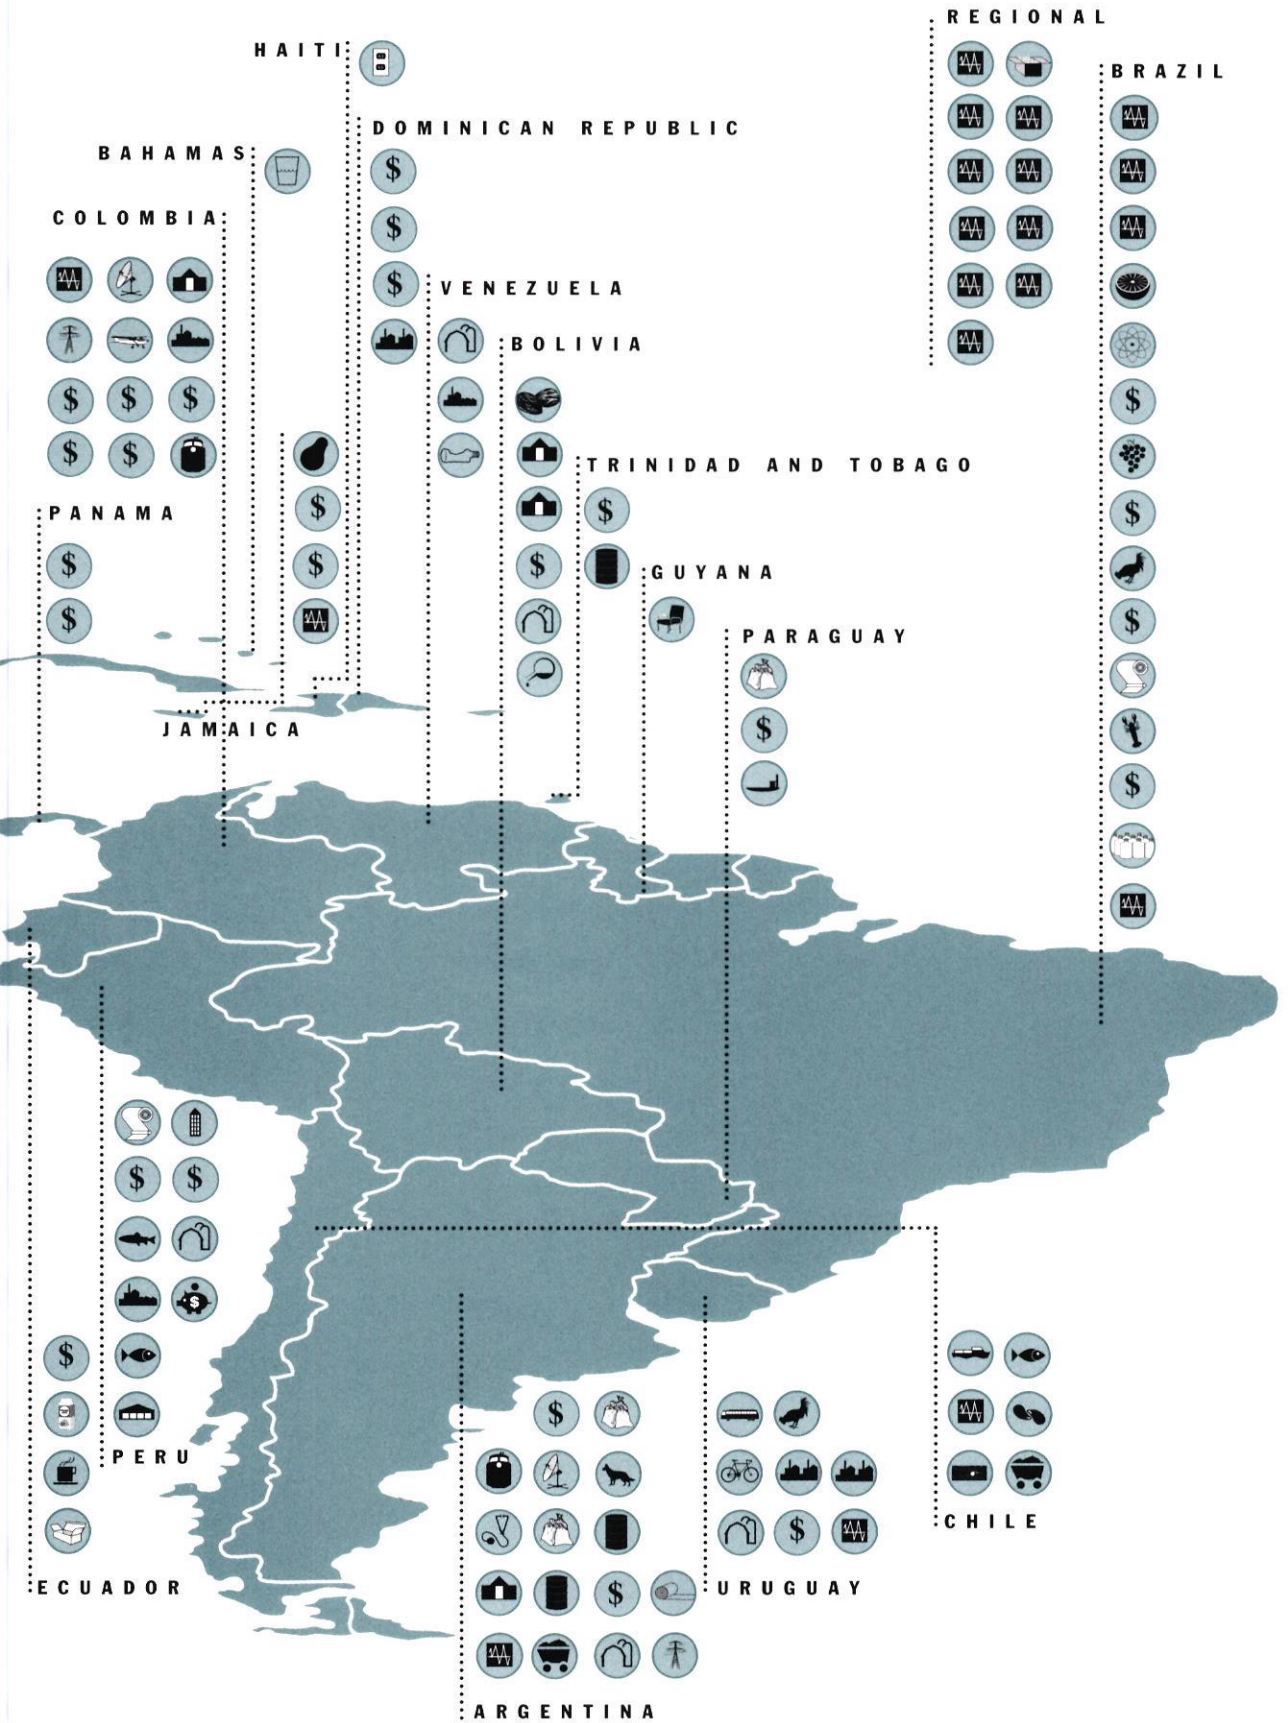 REGIONAL
HAITI
BRAZIL
DOMINICAN REPUBLIC
BAHAMAS
COLOMBIA
VENEZUELA
BOLIVIA
TRINIDAD AND TOBAGO
PANAMA
GUYANA
PARAGUAY
JAMAICA
PERU
CHILE
ECUADOR
URUGUAY
ARGENTINA
$ 
$
$
$ $ $
$ $
$
$
$
$
$
$
$
$
$
$
$
$
$ $
$
$
$
$
$